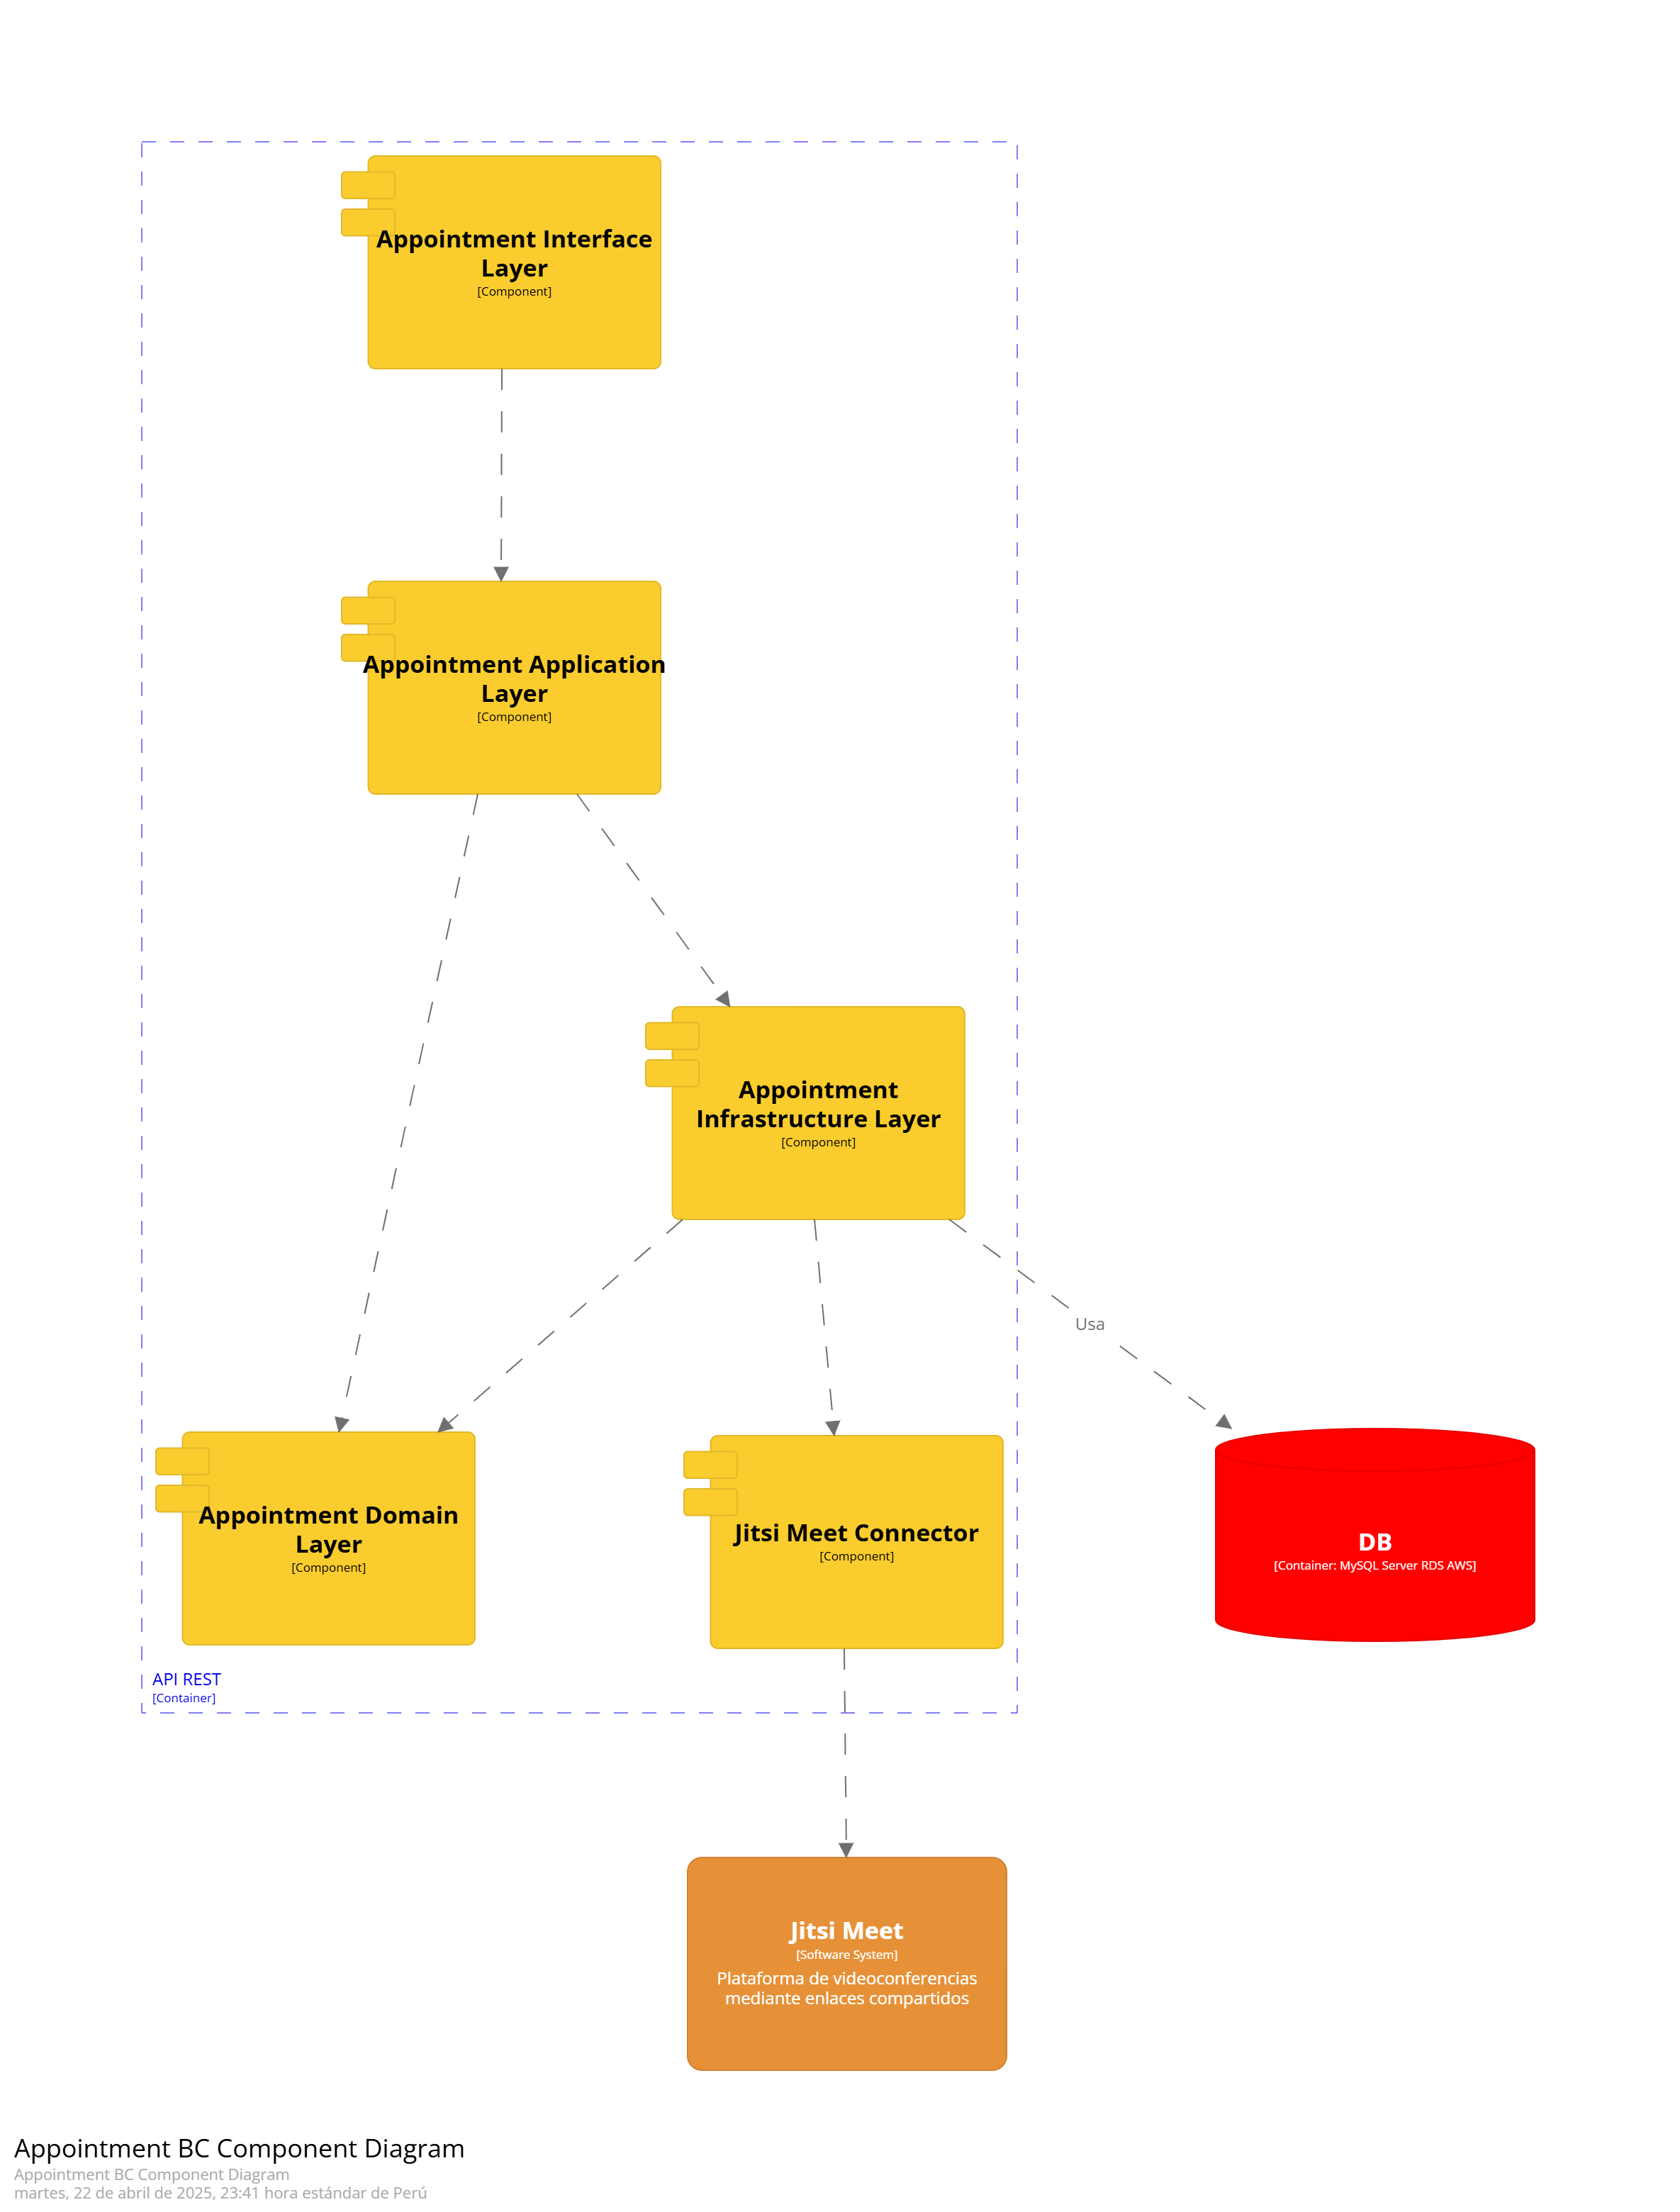 Appointment Interface
Layer
[Component]
Appointment Application
Layer
[Component]
Appointment
Infrastructure Layer
[Component]
Usa
Appointment Domain
Layer
[Component]
Jitsi Meet Connector
[Component]
DB
[Container: MySQL Server RDS AWS]
API REST
[Container]
Jitsi Meet
[Software System]
Plataforma de videoconferencias
mediante enlaces compartidos
Appointment BC Component Diagram
Appointment BC Component Diagram
martes, 22 de abril de 2025, 23:41 hora estándar de Perú